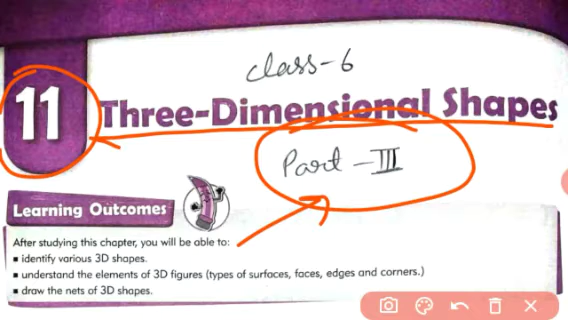 class-6
11
Three-Dimensional Shapes
Part-III
Learning Outcomes
After studying this chapter, you will be able to:
▪ identify various 3D shapes.
▪ understand the elements of 3D figures (types of surfaces, faces, edges and corners.)
▪ draw the nets of 3D shapes.